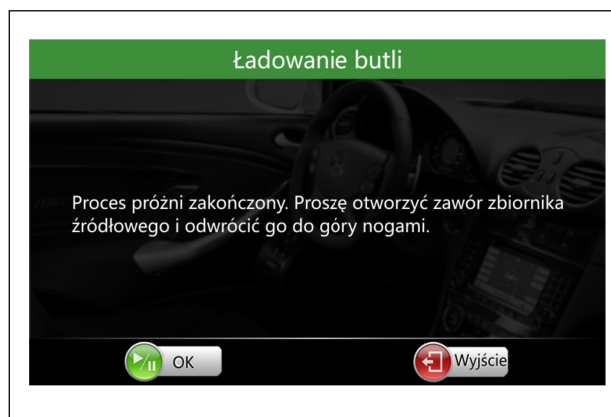 Ładowanie butli
Proces próżni zakończony. Proszę otworzyć zawór zbiornika
źródłowego i odwrócić go do góry nogami.
OK
Wyjście